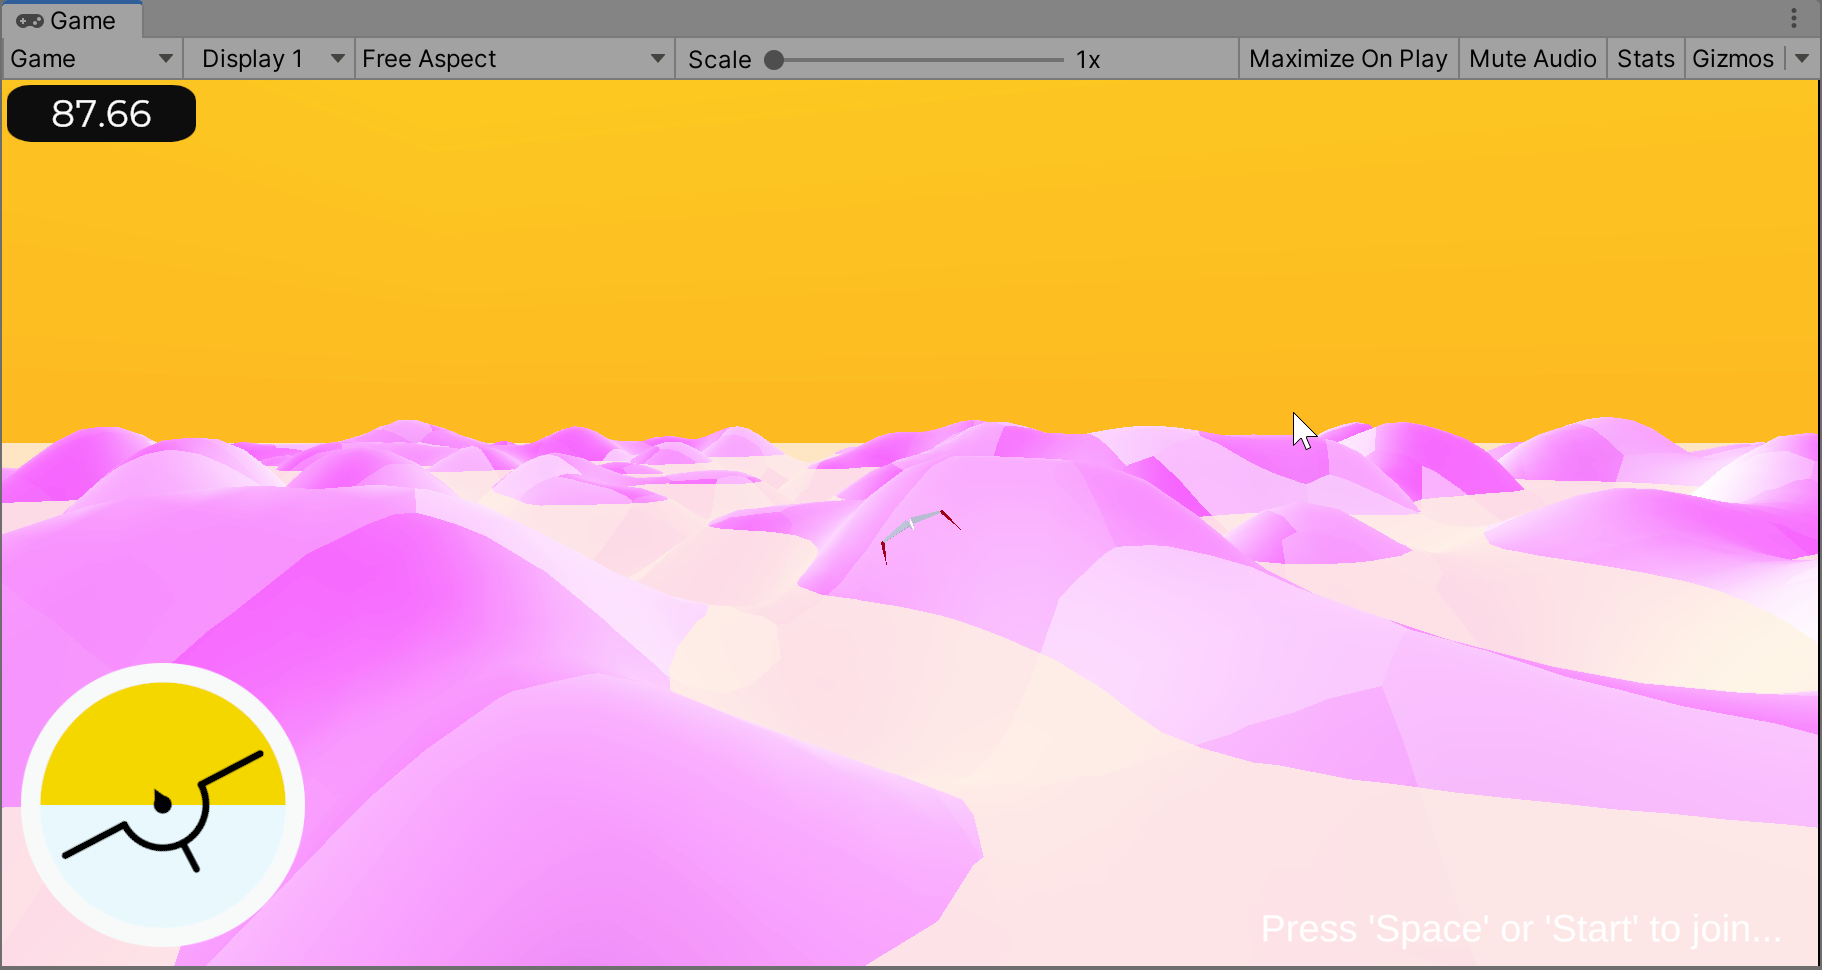 Game
Game Display 1 Free Aspect Scale 1x Maximize On Play Mute Audio Stats Gizmos
87.66
Press 'Space' or 'Start' to join...